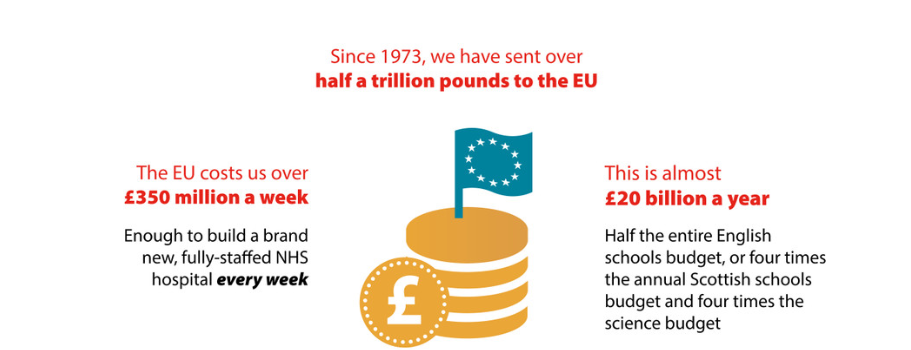 Since 1973, we have sent over
half a trillion pounds to the EU
The EU costs us over
£350 million a week
Enough to build a brand
new, fully-staffed NHS
hospital every week
£
This is almost
£20 billion a year
Half the entire English
schools budget, or four times
the annual Scottish schools
budget and four times the
science budget